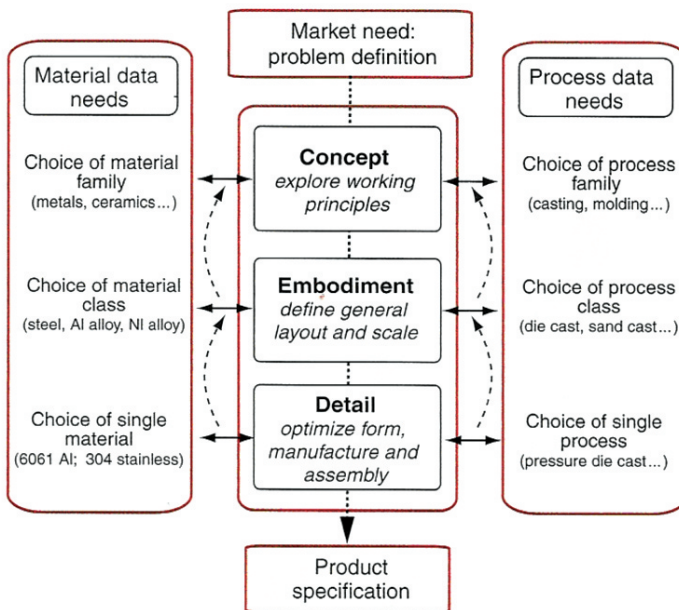 Market need:
problem definition
Material data
needs
Choice of material
family
(metals, ceramics...)
Choice of material
class
(steel, Al alloy, NI alloy)
Choice of single
material
(6061 Al; 304 stainless)
Concept
explore working
principles
Embodiment
define general
layout and scale
Detail
optimize form,
manufacture and
assembly
Process data
needs
Choice of process
family
(casting, molding...)
Choice of process
class
(die cast, sand cast...)
Choice of single
process
(pressure die cast...)
Product
specification